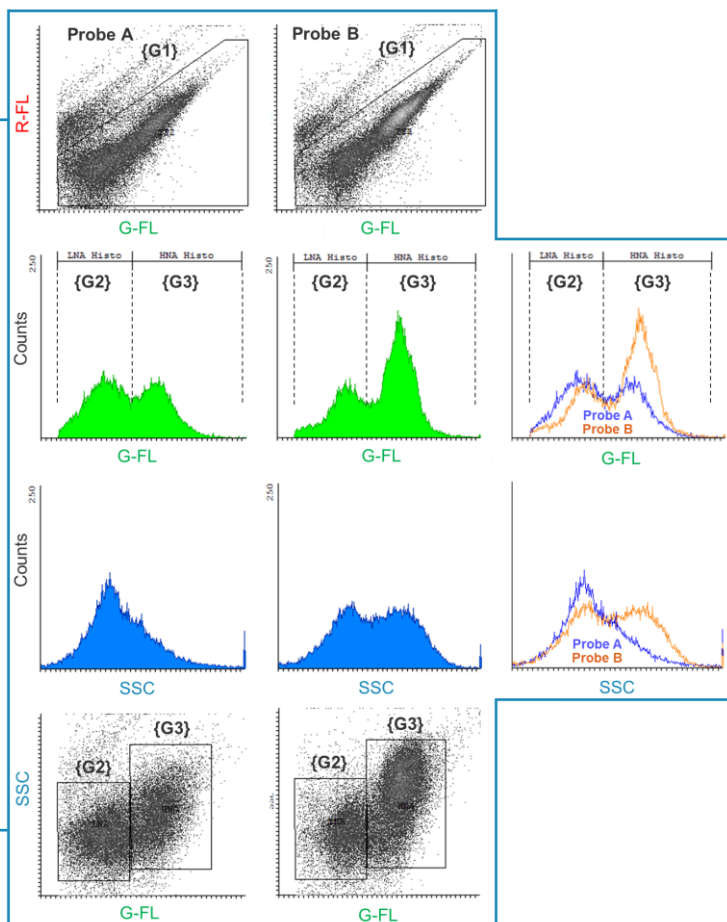 Probe A
Probe B
{G1}
{G1}
R-FL
G-FL
G-FL
LNA Histo HNA Histo
LNA Histo HNA Histo
LNA Histo HNA Histo
250
250
{G2} {G3}
{G2} {G3}
{G2} {G3}
Counts
Probe A
Probe B
G-FL
G-FL
G-FL
250
250
Counts
Probe A
Probe B
SSC
SSC
SSC
{G3}
{G3}
{G2}
{G2}
SSC
G-FL
G-FL